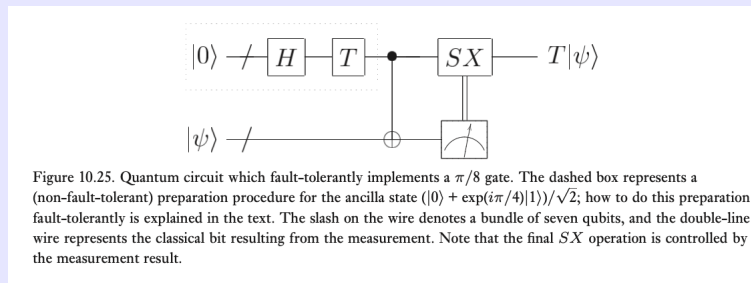 |0⟩ H T SX T|ψ⟩
|ψ⟩
Figure 10.25. Quantum circuit which fault-tolerantly implements a π/8 gate. The dashed box represents a
(non-fault-tolerant) preparation procedure for the ancilla state (|0⟩ + exp(iπ/4)|1⟩)/√2; how to do this preparation
fault-tolerantly is explained in the text. The slash on the wire denotes a bundle of seven qubits, and the double-line
wire represents the classical bit resulting from the measurement. Note that the final SX operation is controlled by
the measurement result.